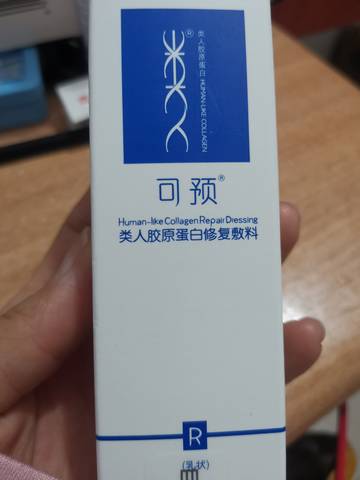 类人胶原蛋白 HUMAN-LIKE COLLAGEN
®
可预®
Human-like Collagen Repair Dressing
类人胶原蛋白修复敷料
R
(乳状)